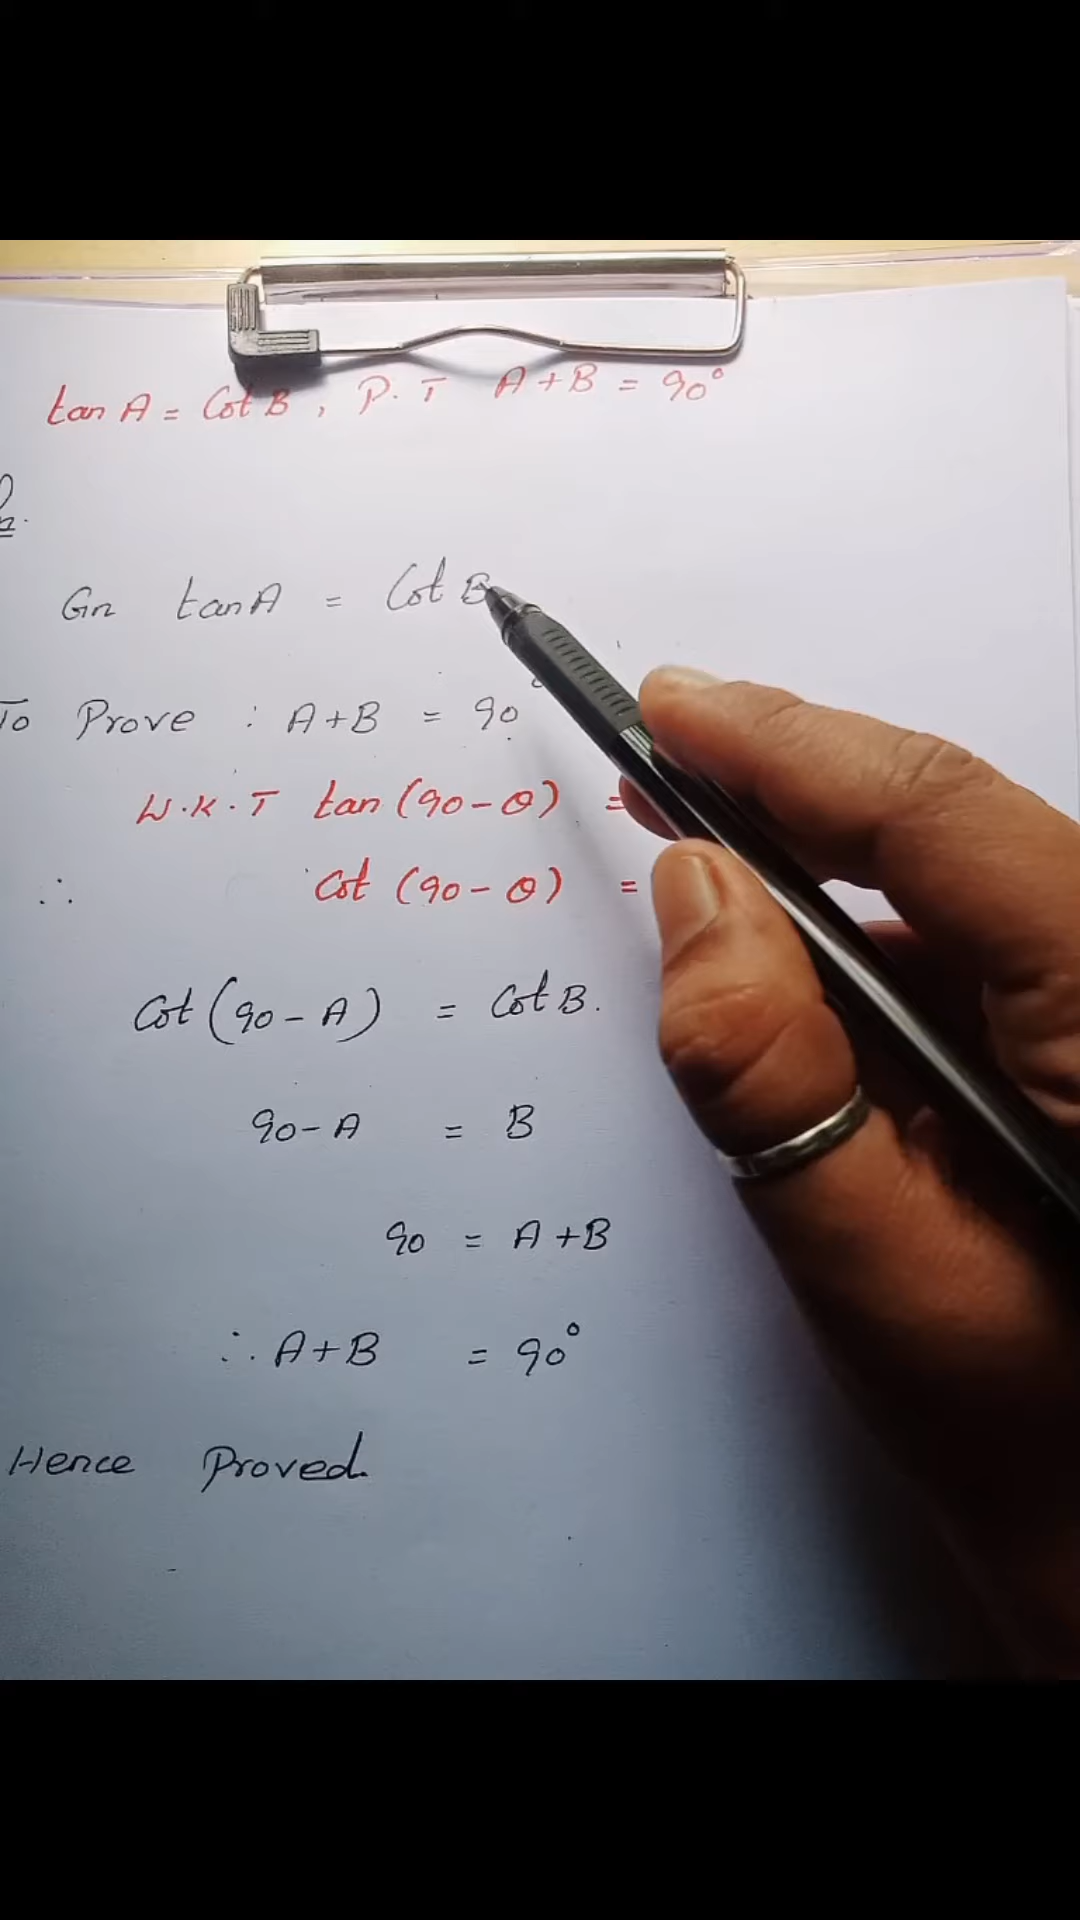 tan A = Cot B , P. T A + B = 90°
Gn tan A = Cot B
To Prove : A + B = 90°
W.K.T tan (90 - θ) =
∴ Cot (90 - θ) =
Cot (90 - A) = Cot B.
90 - A = B
90 = A + B
∴ A + B = 90°
Hence Proved.